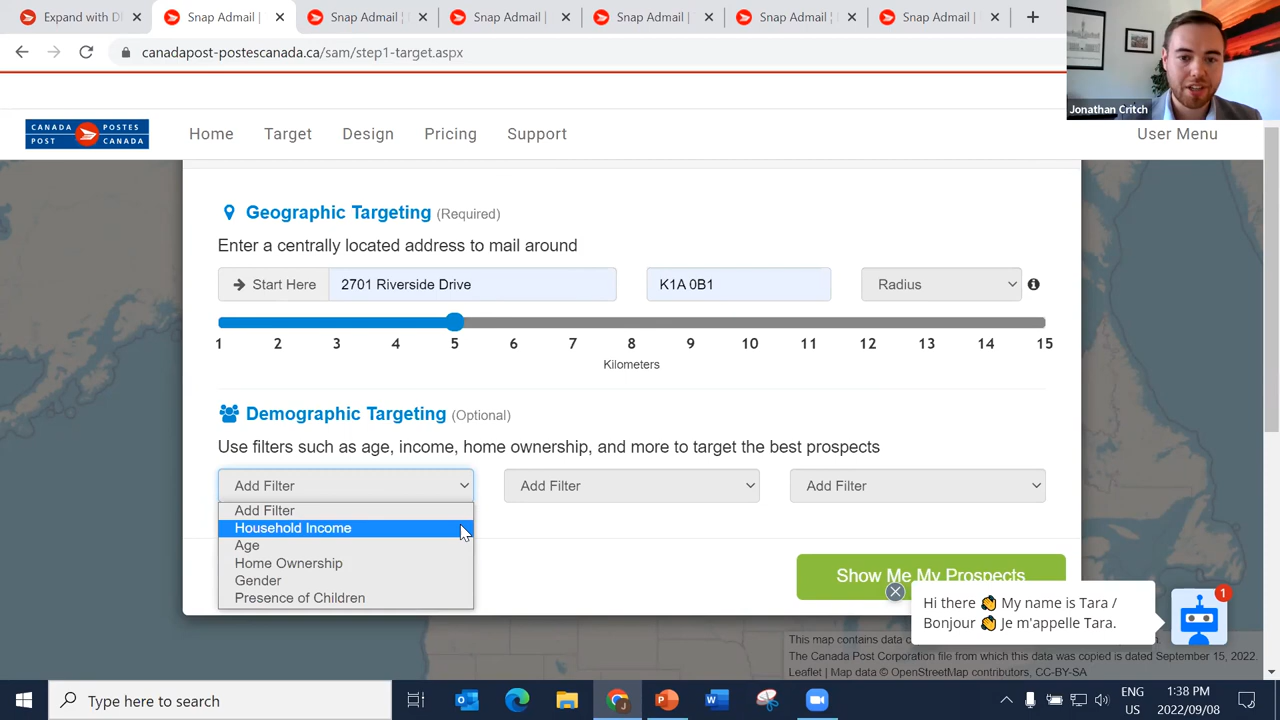 Expand with D
Snap Admail |
Snap Admail |
Snap Admail |
Snap Admail |
Snap Admail |
Snap Admail |
canadapost-postescanada.ca/sam/step1-target.aspx
Jonathan Critch
CANADA POST
POSTES CANADA
Home
Target
Design
Pricing
Support
User Menu
Geographic Targeting (Required)
Enter a centrally located address to mail around
Start Here
2701 Riverside Drive
K1A 0B1
Radius
1 2 3 4 5 6 7 8 9 10 11 12 13 14 15
Kilometers
Demographic Targeting (Optional)
Use filters such as age, income, home ownership, and more to target the best prospects
Add Filter
Add Filter
Add Filter
Add Filter
Household Income
Age
Home Ownership
Gender
Presence of Children
Show Me My Prospects
Hi there 👏 My name is Tara /
Bonjour 👏 Je m'appelle Tara.
1
This map contains data
The Canada Post Corporation file from which this data was copied is dated September 15, 2022.
Leaflet | Map data © OpenStreetMap contributors, CC-BY-SA
Type here to search
ENG
US
1:38 PM
2022/09/08